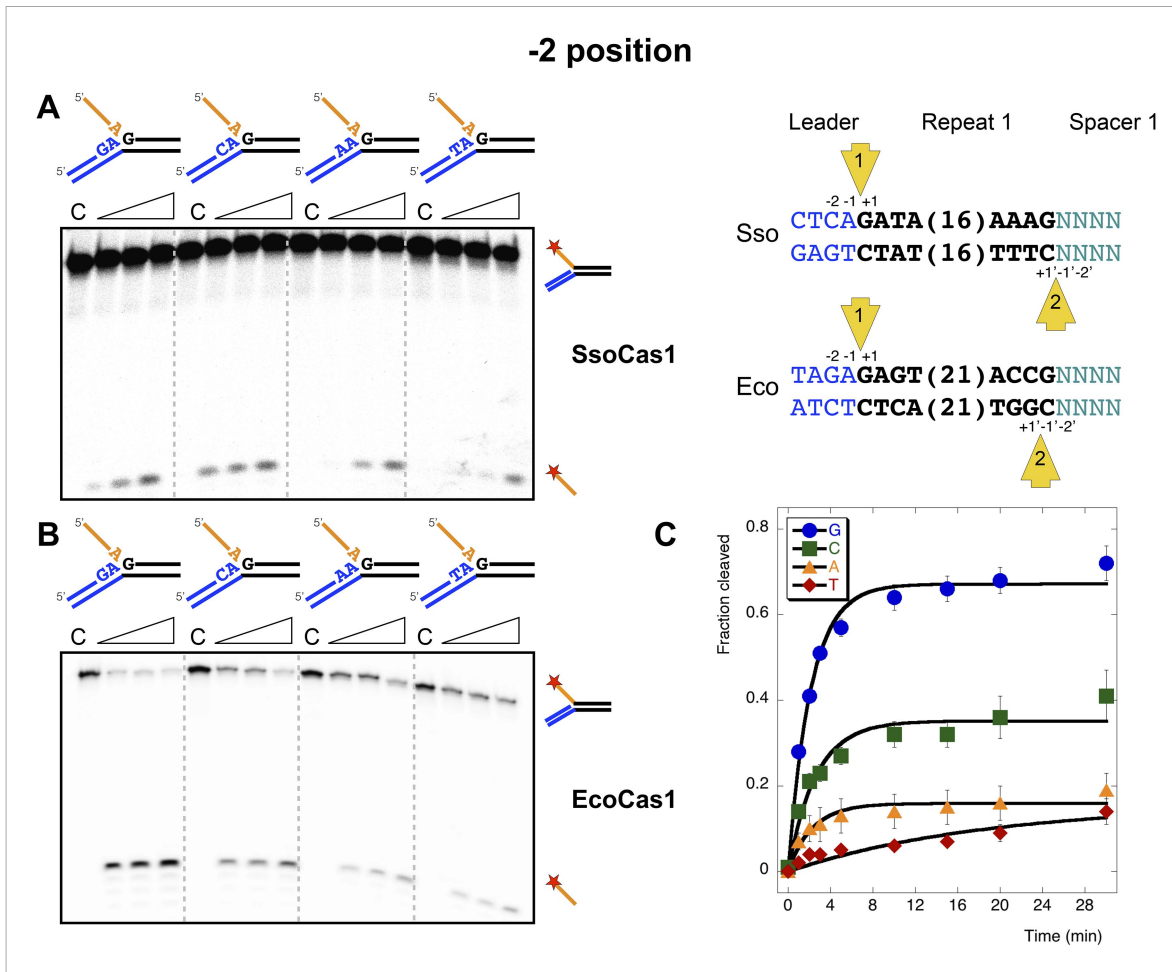 -2 position
A
5' 5' 5' 5'
A A A A
GA G CA G AA G TA G
5' 5' 5' 5'
C C C C
SsoCas1
Leader Repeat 1 Spacer 1
1
-2 -1 +1
Sso CTCAGATA(16)AAAGNNNN
GAGTCTAT(16)TTTCNNNN
+1'-1'-2'
2
1
-2 -1 +1
Eco TAGAGAGT(21)ACCGNNNN
ATCTCTCA(21)TGGCNNNN
+1'-1'-2'
2
B
5' 5' 5' 5'
A A A A
GA G CA G AA G TA G
5' 5' 5' 5'
C C C C
EcoCas1
C
G
C
A
T
Fraction cleaved
0.8
0.6
0.4
0.2
0
0 4 8 12 16 20 24 28
Time (min)